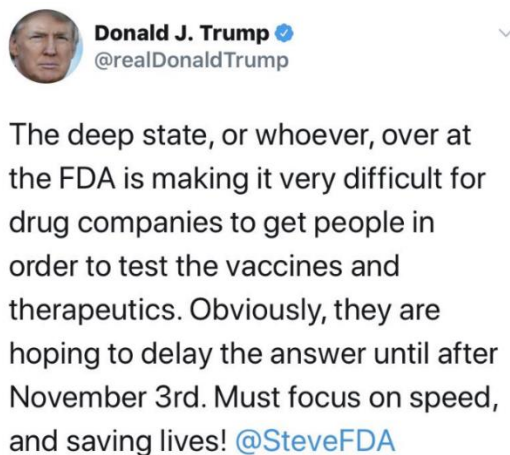 Donald J. Trump
@realDonaldTrump
The deep state, or whoever, over at
the FDA is making it very difficult for
drug companies to get people in
order to test the vaccines and
therapeutics. Obviously, they are
hoping to delay the answer until after
November 3rd. Must focus on speed,
and saving lives! @SteveFDA